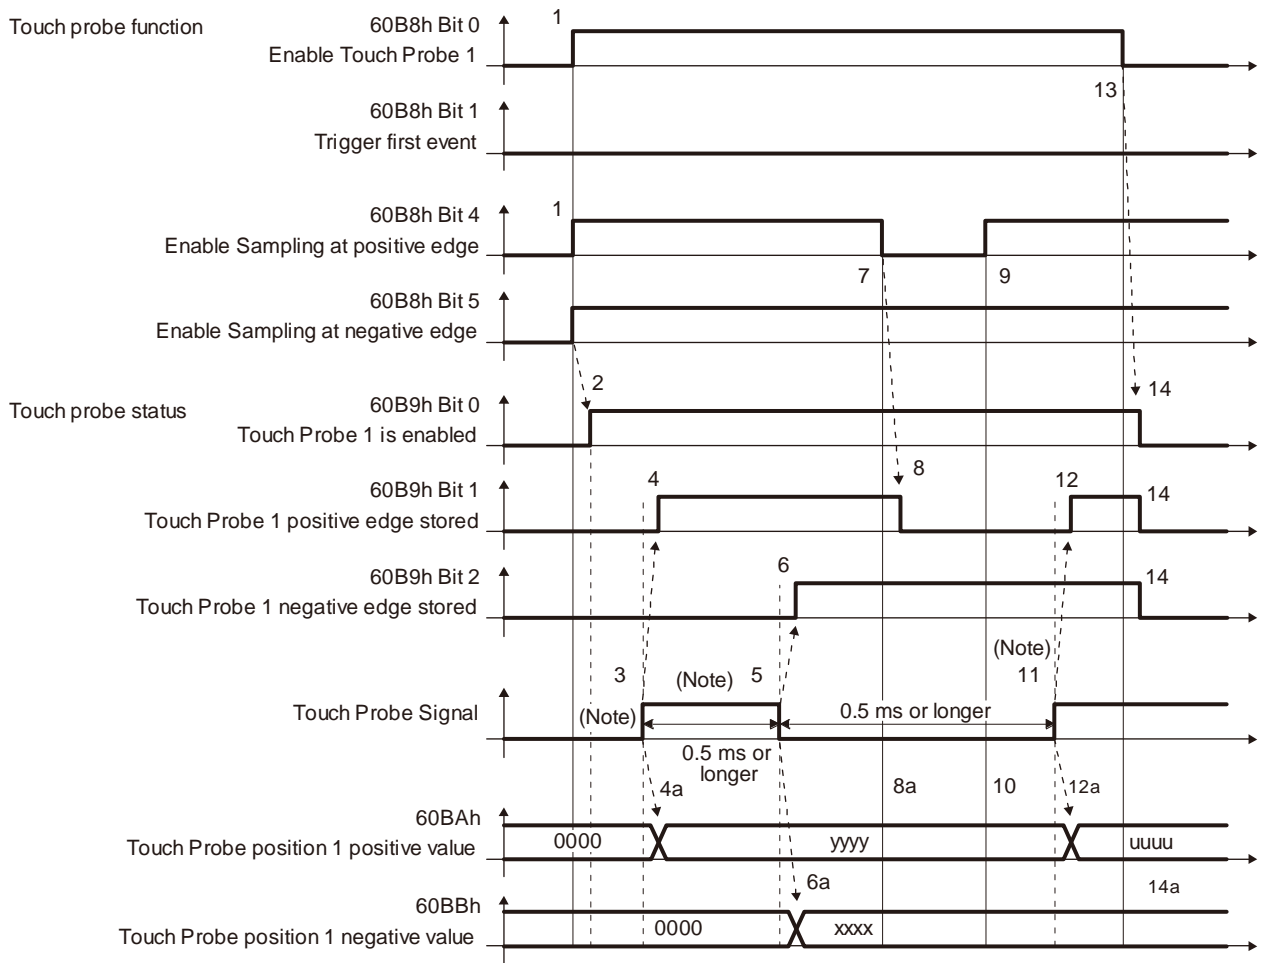 Touch probe function
60B8h Bit 0
Enable Touch Probe 1
1
13
60B8h Bit 1
Trigger first event
60B8h Bit 4
Enable Sampling at positive edge
1
7
9
60B8h Bit 5
Enable Sampling at negative edge
2
Touch probe status
60B9h Bit 0
Touch Probe 1 is enabled
14
8
60B9h Bit 1
Touch Probe 1 positive edge stored
4
12
14
60B9h Bit 2
Touch Probe 1 negative edge stored
6
14
(Note)
3
(Note)
5
11
Touch Probe Signal
(Note)
0.5 ms or longer
0.5 ms or
longer
4a
8a
10
12a
60BAh
Touch Probe position 1 positive value
0000
yyyy
uuuu
6a
14a
60BBh
Touch Probe position 1 negative value
0000
xxxx